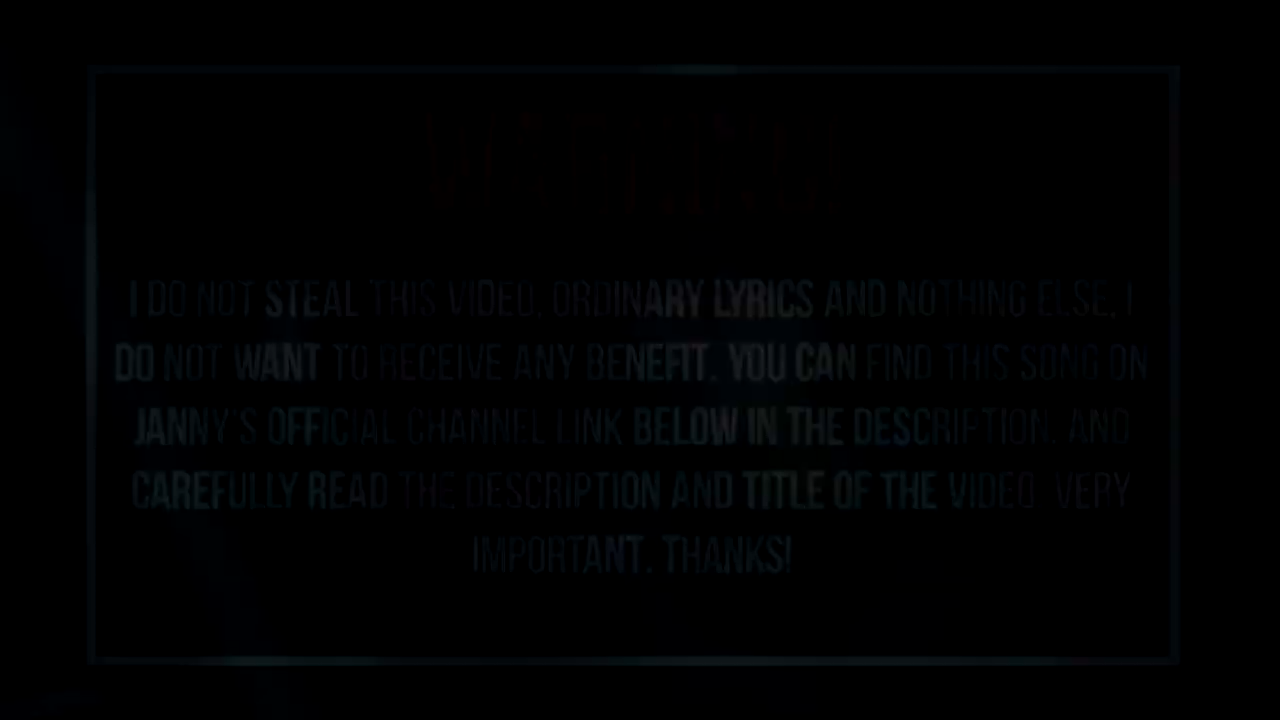 WARNING!
I DO NOT STEAL THIS VIDEO, ORDINARY LYRICS AND NOTHING ELSE, I
DO NOT WANT TO RECEIVE ANY BENEFIT. YOU CAN FIND THIS SONG ON
JANNY'S OFFICIAL CHANNEL LINK BELOW IN THE DESCRIPTION, AND
CAREFULLY READ THE DESCRIPTION AND TITLE OF THE VIDEO VERY
IMPORTANT. THANKS!